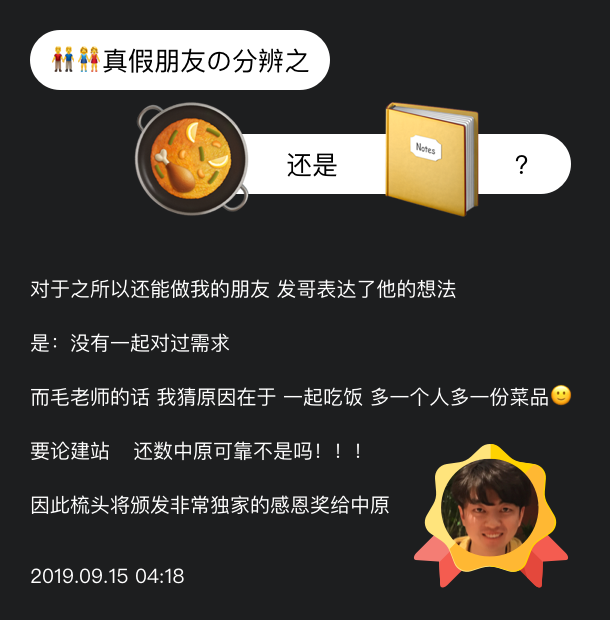 👬👭真假朋友の分辨之
还是
Notes
?
对于之所以还能做我的朋友 发哥表达了他的想法
是：没有一起对过需求
而毛老师的话 我猜原因在于 一起吃饭 多一个人多一份菜品🙂
要论建站 还数中原可靠不是吗！！！
因此梳头将颁发非常独家的感恩奖给中原
2019.09.15 04:18